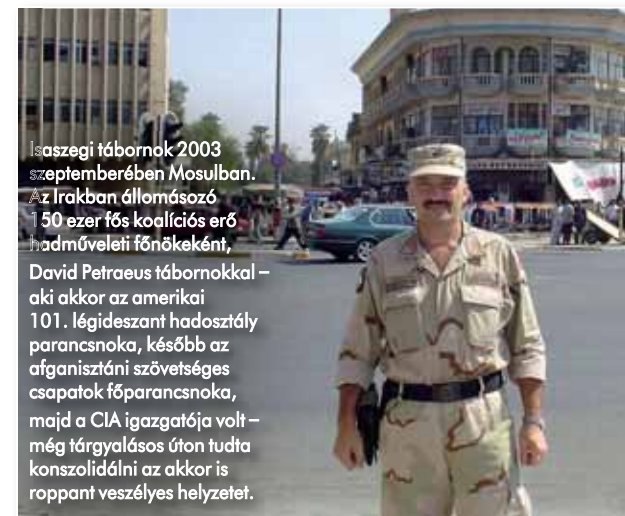 Isaszegi tábornok 2003
szeptemberében Mosulban.
Az Irakban állomásozó
150 ezer fős koalíciós erő
hadműveleti főnökeként,
David Petraeus tábornokkal –
aki akkor az amerikai
101. légideszant hadosztály
parancsnoka, később az
afganisztáni szövetséges
csapatok főparancsnoka,
majd a CIA igazgatója volt –
még tárgyalásos úton tudta
konszolidálni az akkor is
roppant veszélyes helyzetet.